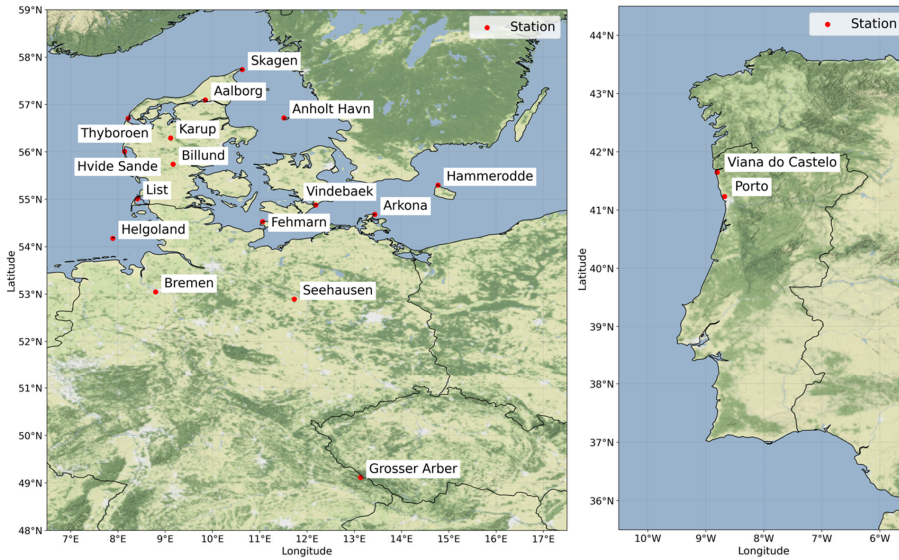 59°N
58°N
57°N
56°N
55°N
54°N
53°N
52°N
51°N
50°N
49°N
48°N
Latitude
Station
Skagen
Aalborg
Anholt Havn
Thyboroen
Karup
Hvide Sande
Billund
Hammerodde
List
Vindebaek
Arkona
Helgoland
Fehmarn
Bremen
Seehausen
Grosser Arber
7°E 8°E 9°E 10°E 11°E 12°E 13°E 14°E 15°E 16°E 17°E
Longitude
44°N
43°N
42°N
41°N
40°N
39°N
38°N
37°N
36°N
Latitude
Station
Viana do Castelo
Porto
10°W 9°W 8°W 7°W 6°W
Longitude